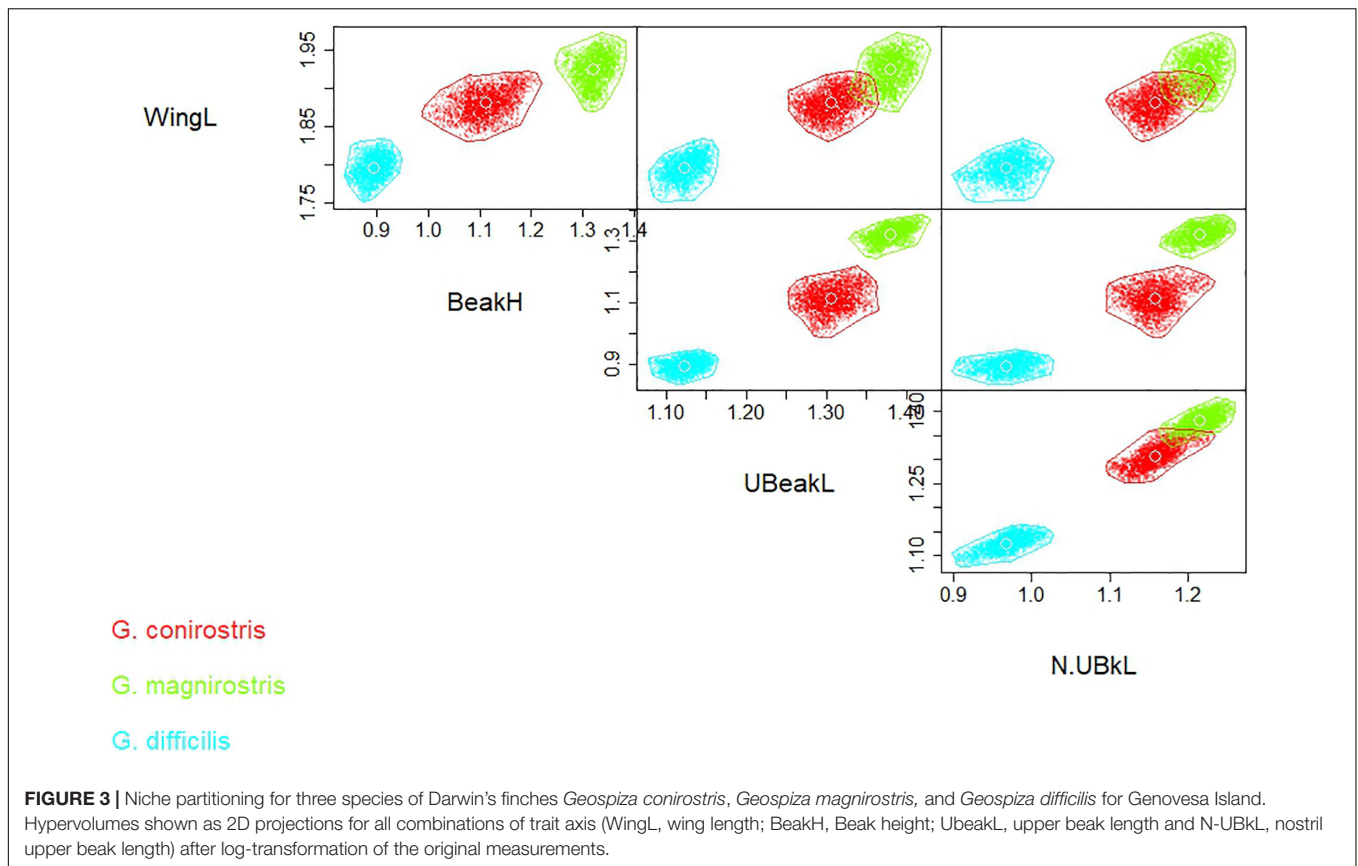 WingL
1.75 1.85 1.95
0.9 1.0 1.1 1.2 1.3 1.4
BeakH
0.9 1.1 1.3
1.10 1.20 1.30 1.40
UBeakL
1.10 1.25 1.40
0.9 1.0 1.1 1.2
N.UBkL
G. conirostris
G. magnirostris
G. difficilis
FIGURE 3 | Niche partitioning for three species of Darwin’s finches Geospiza conirostris, Geospiza magnirostris, and Geospiza difficilis for Genovesa Island.
Hypervolumes shown as 2D projections for all combinations of trait axis (WingL, wing length; BeakH, Beak height; UbeakL, upper beak length and N-UBkL, nostril
upper beak length) after log-transformation of the original measurements.